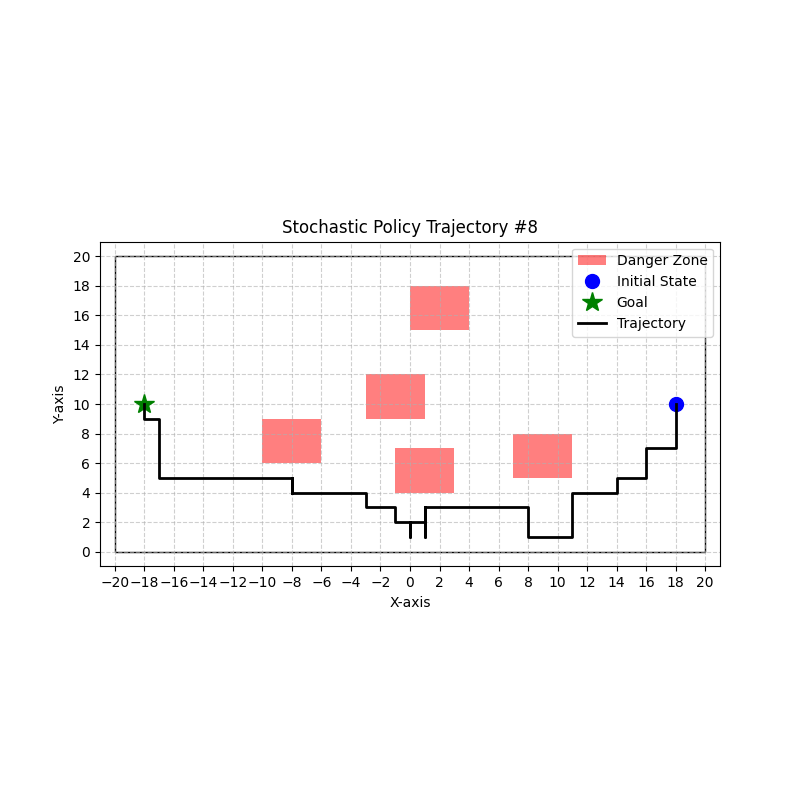 Stochastic Policy Trajectory #8
Danger Zone
Initial State
Goal
Trajectory
Y-axis
20
18
16
14
12
10
8
6
4
2
0
−20 −18 −16 −14 −12 −10 −8 −6 −4 −2 0 2 4 6 8 10 12 14 16 18 20
X-axis